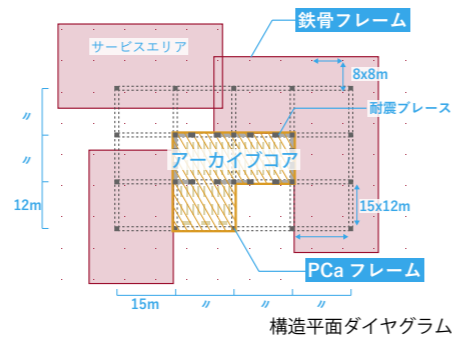 鉄骨フレーム
サービスエリア
8x8m
耐震ブレース
〃
アーカイブコア
〃
12m
15x12m
PCa フレーム
15m
〃
〃
〃
構造平面ダイヤグラム